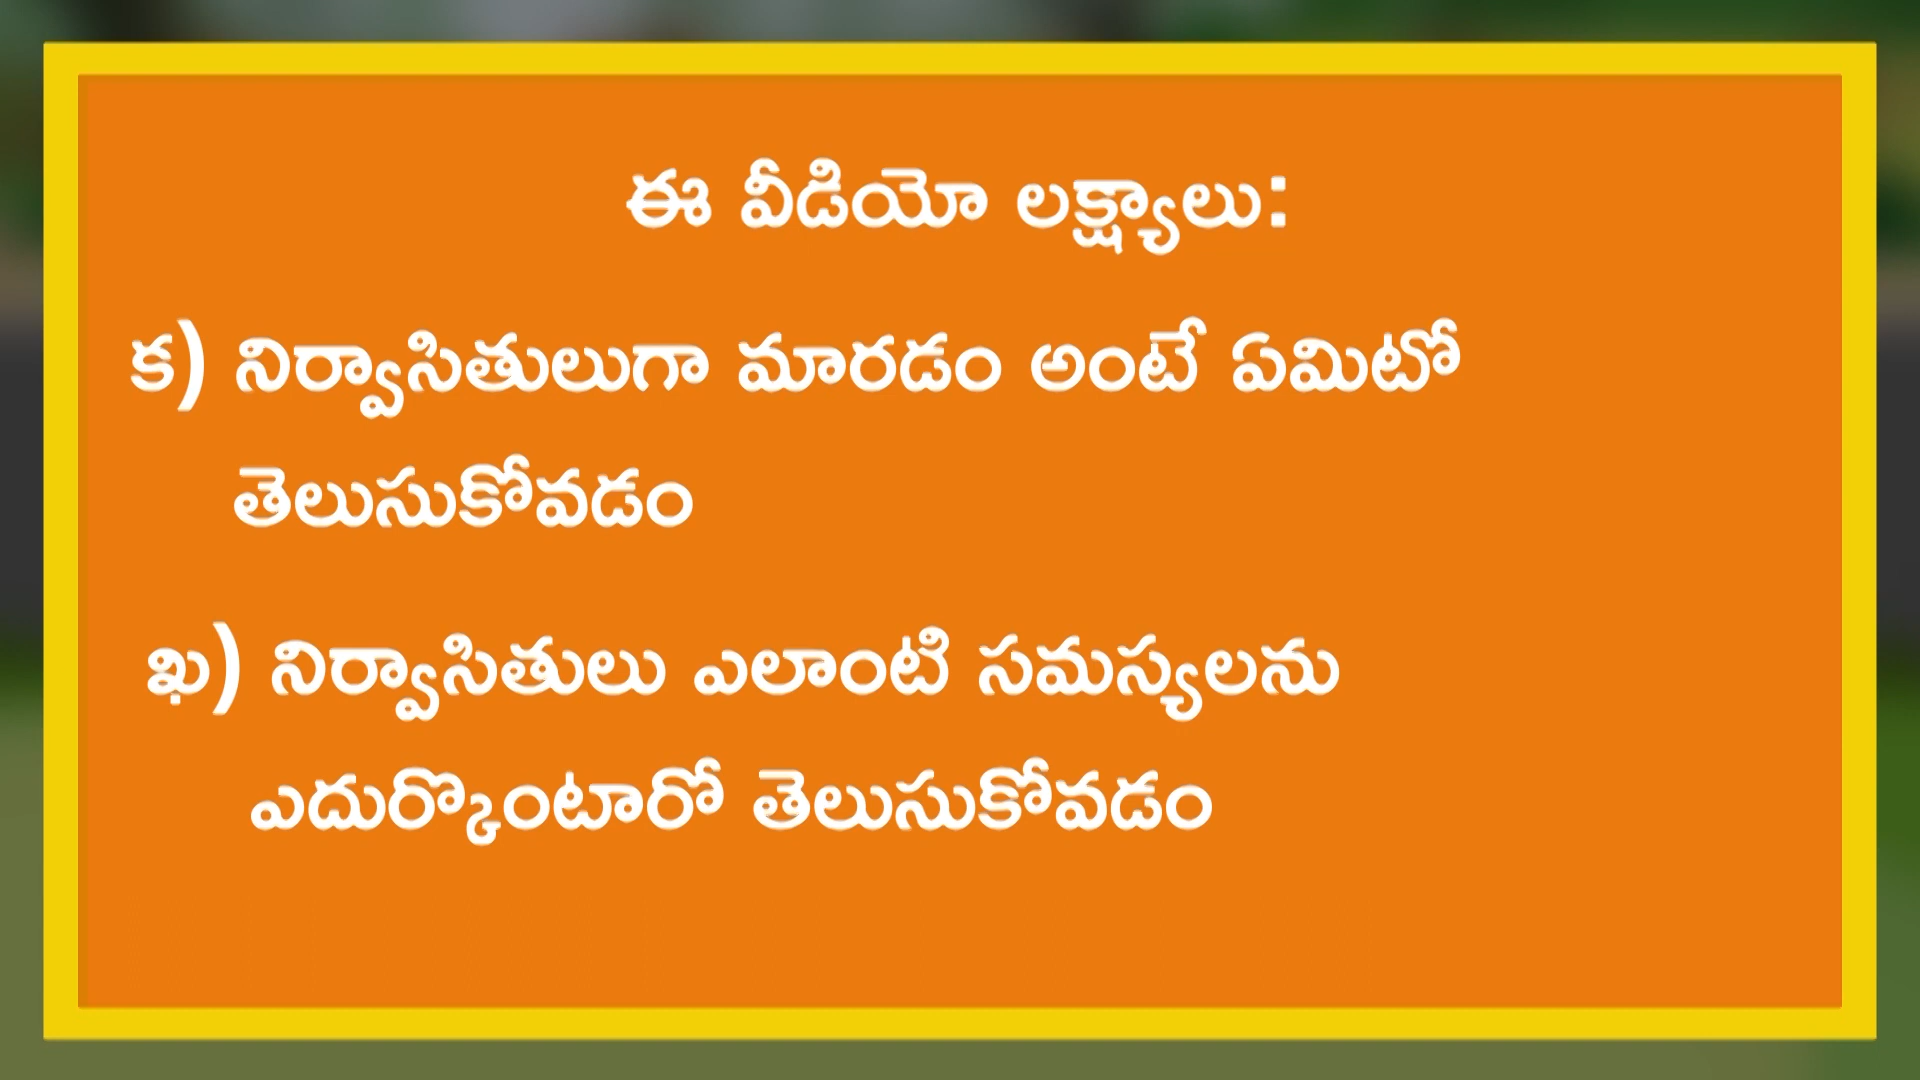 ఈ వీడియో లక్ష్యాలు:
క) నిర్వాసితులుగా మారడం అంటే ఏమిటో
తెలుసుకోవడం
ఖ) నిర్వాసితులు ఎలాంటి సమస్యలను
ఎదుర్కొంటారో తెలుసుకోవడం